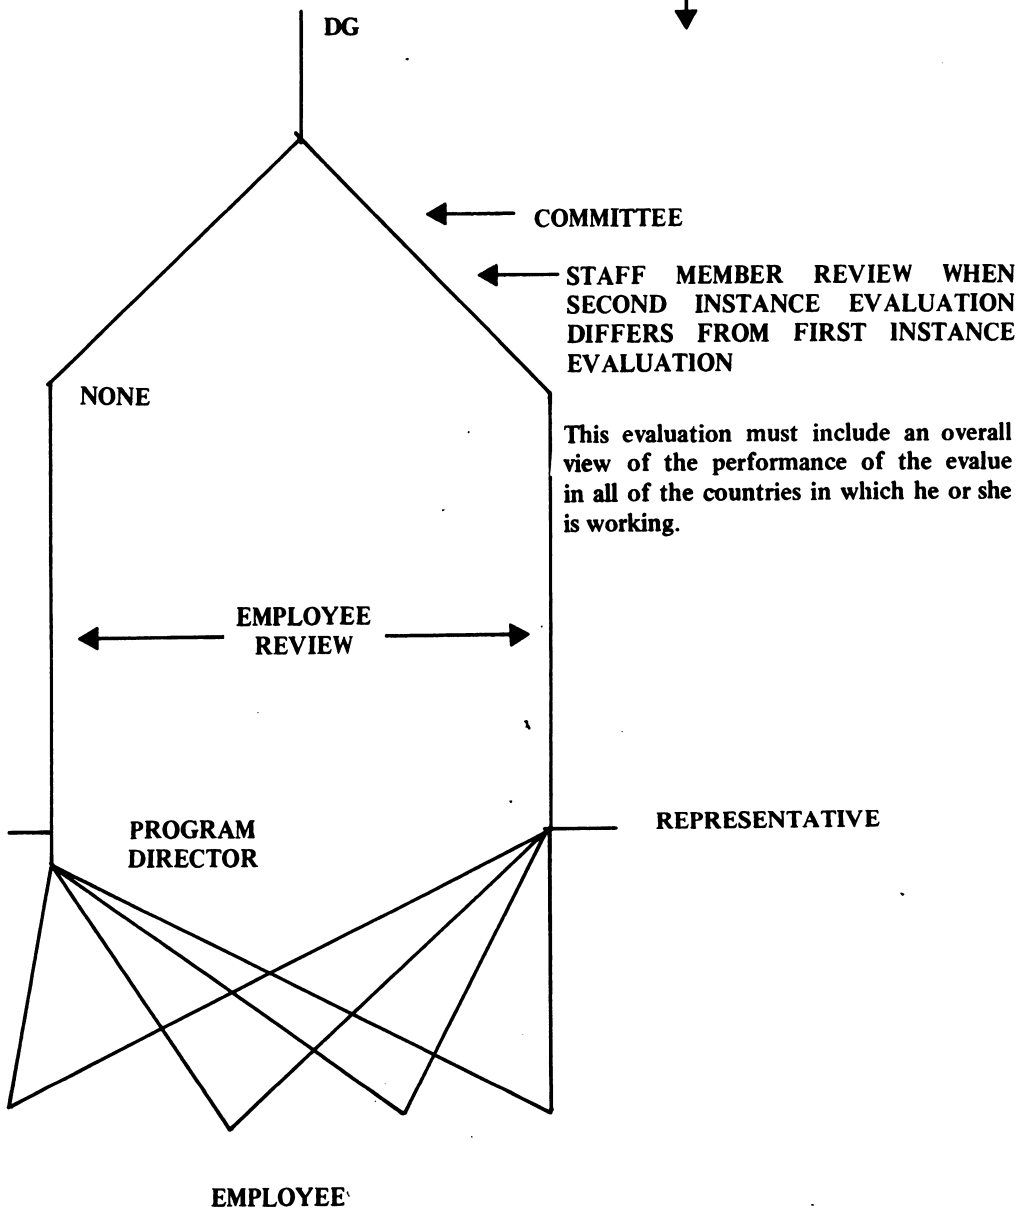 DG
COMMITTEE
STAFF MEMBER REVIEW WHEN
SECOND INSTANCE EVALUATION
DIFFERS FROM FIRST INSTANCE
EVALUATION
NONE
This evaluation must include an overall
view of the performance of the evalue
in all of the countries in which he or she
is working.
EMPLOYEE
REVIEW
PROGRAM
DIRECTOR
REPRESENTATIVE
EMPLOYEE